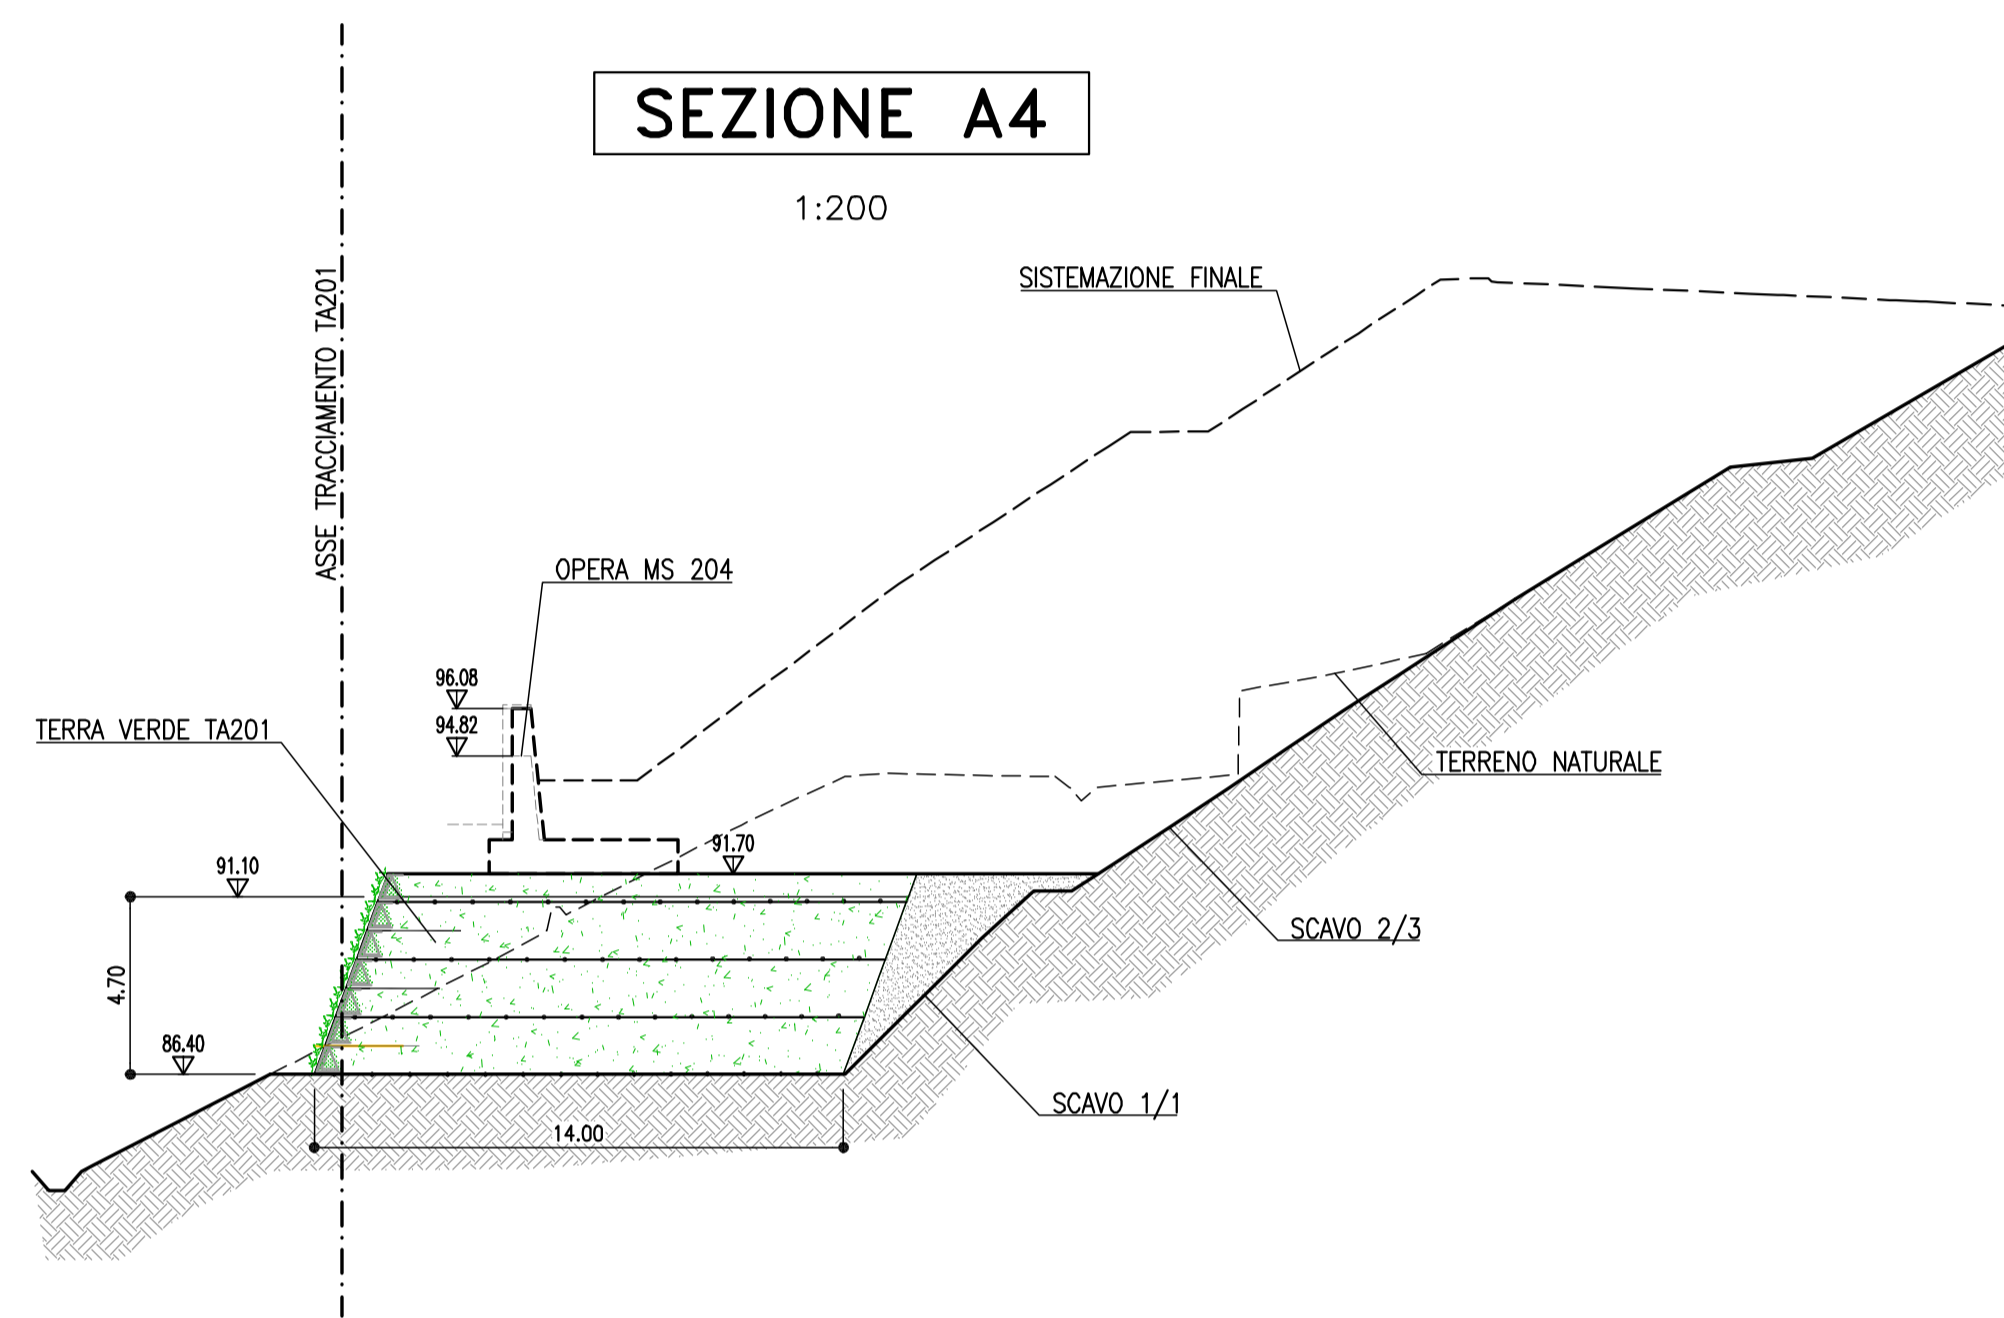 SEZIONE A4
1:200
SISTEMAZIONE FINALE
ASSE TRACCIAMENTO TA201
OPERA MS 204
96.08
94.82
TERRA VERDE TA201
TERRENO NATURALE
91.70
91.10
SCAVO 2/3
4.70
86.40
SCAVO 1/1
14.00